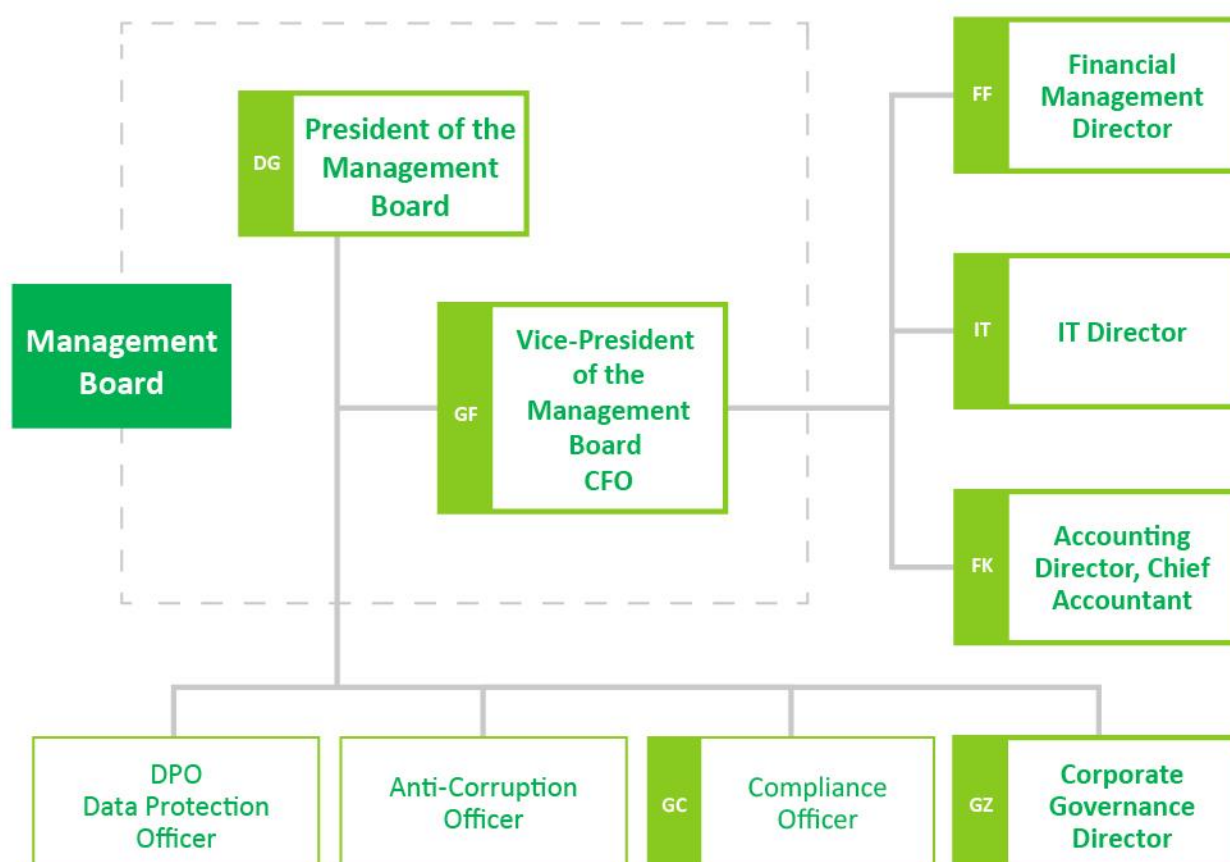 DG
President of the
Management
Board
Management
Board
GF
Vice-President
of the
Management
Board
CFO
FF
Financial
Management
Director
IT
IT Director
FK
Accounting
Director, Chief
Accountant
DPO
Data Protection
Officer
Anti-Corruption
Officer
GC
Compliance
Officer
GZ
Corporate
Governance
Director